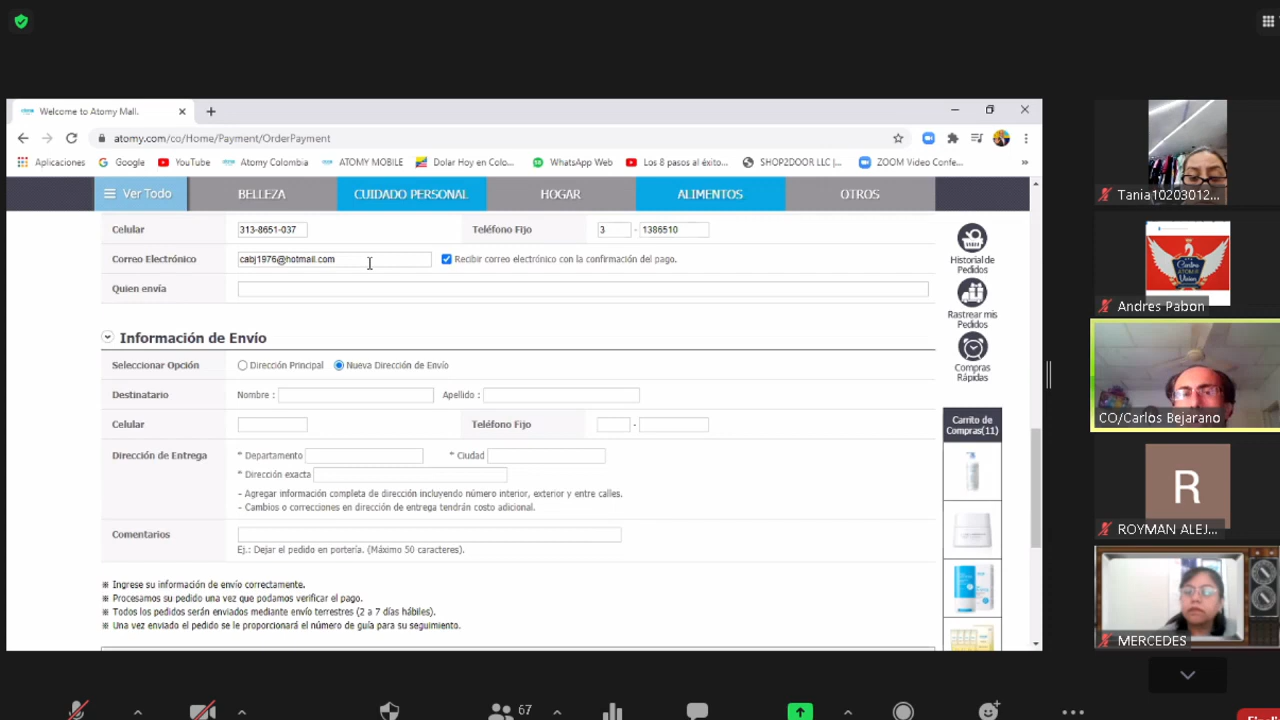 Welcome to Atomy Mall.
atomy.com/co/Home/Payment/OrderPayment
Aplicaciones Google YouTube Atomy Colombia ATOMY MOBILE Dolar Hoy en Colo... WhatsApp Web Los 8 pasos al éxito... SHOP2DOOR LLC |... ZOOM Video Confe... »
Ver Todo BELLEZA CUIDADO PERSONAL HOGAR ALIMENTOS OTROS
Celular 313-8651-037 Teléfono Fijo 3 - 1386510
Correo Electrónico cabj1976@hotmail.com Recibir correo electrónico con la confirmación del pago.
Quien envía
Información de Envío
Seleccionar Opción Dirección Principal Nueva Dirección de Envío
Destinatario Nombre : Apellido :
Celular Teléfono Fijo -
Dirección de Entrega * Departamento * Ciudad
* Dirección exacta
- Agregar información completa de dirección incluyendo número interior, exterior y entre calles.
- Cambios o correcciones en dirección de entrega tendrán costo adicional.
Comentarios
Ej.: Dejar el pedido en portería. (Máximo 50 caracteres).
※ Ingrese su información de envío correctamente.
※ Procesamos su pedido una vez que podamos verificar el pago.
※ Todos los pedidos serán enviados mediante envío terrestres (2 a 7 días hábiles).
※ Una vez enviado el pedido se le proporcionará el número de guía para su seguimiento.
Historial de
Pedidos
Rastrear mis
Pedidos
Compras
Rápidas
Carrito de
Compras(11)
Tania10203012...
Centro
Visión
Andres Pabon
CO/Carlos Bejarano
R
ROYMAN ALEJ...
MERCEDES
67